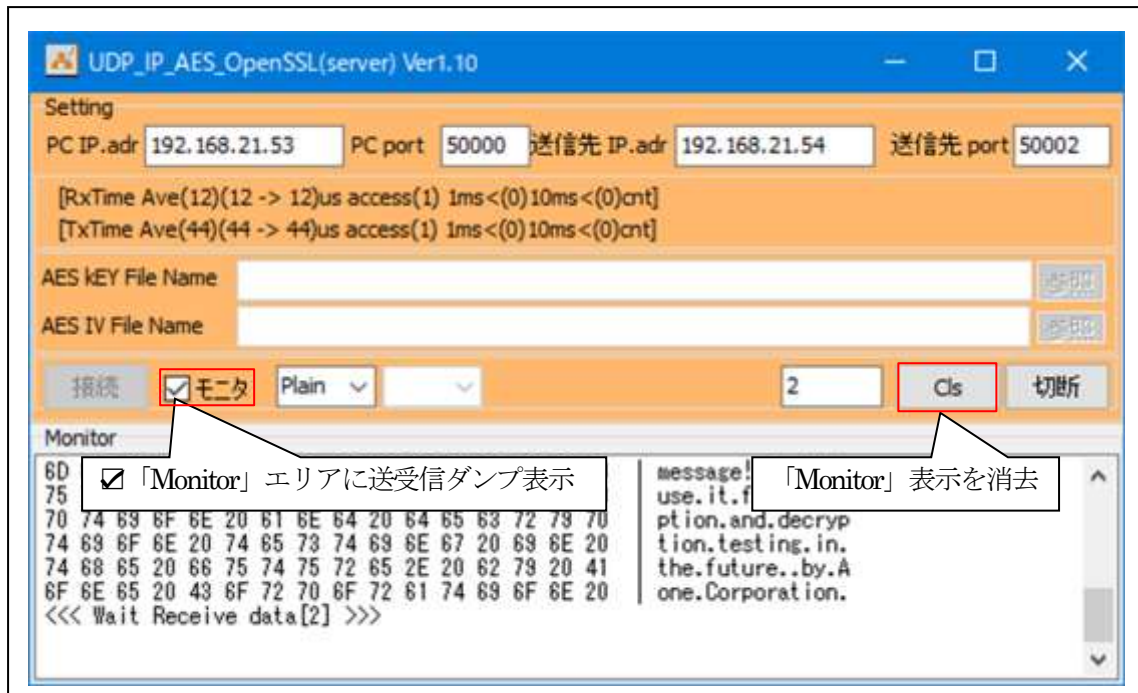 UDP_IP_AES_OpenSSL(server) Ver1.10
Setting
PC IP.adr 192.168.21.53 PC port 50000 送信先 IP.adr 192.168.21.54 送信先 port 50002
[RxTime Ave(12)(12 -> 12)us access(1) 1ms<(0)10ms<(0)cnt]
[TxTime Ave(44)(44 -> 44)us access(1) 1ms<(0)10ms<(0)cnt]
AES kEY File Name 参照
AES IV File Name 参照
接続 モニタ Plain 2 Cls 切断
Monitor
6D message!
☑「Monitor」エリアに送受信ダンプ表示 「Monitor」表示を消去
75 use.it.f
70 74 69 6F 6E 20 61 6E 64 20 64 65 63 72 79 70 | ption.and.decryp
74 69 6F 6E 20 74 65 73 74 69 6E 67 20 69 6E 20 | tion.testing.in.
74 68 65 20 66 75 74 75 72 65 2E 20 62 79 20 41 | the.future..by.A
6F 6E 65 20 43 6F 72 70 6F 72 61 74 69 6F 6E 20 | one.Corporation.
<<< Wait Receive data[2] >>>